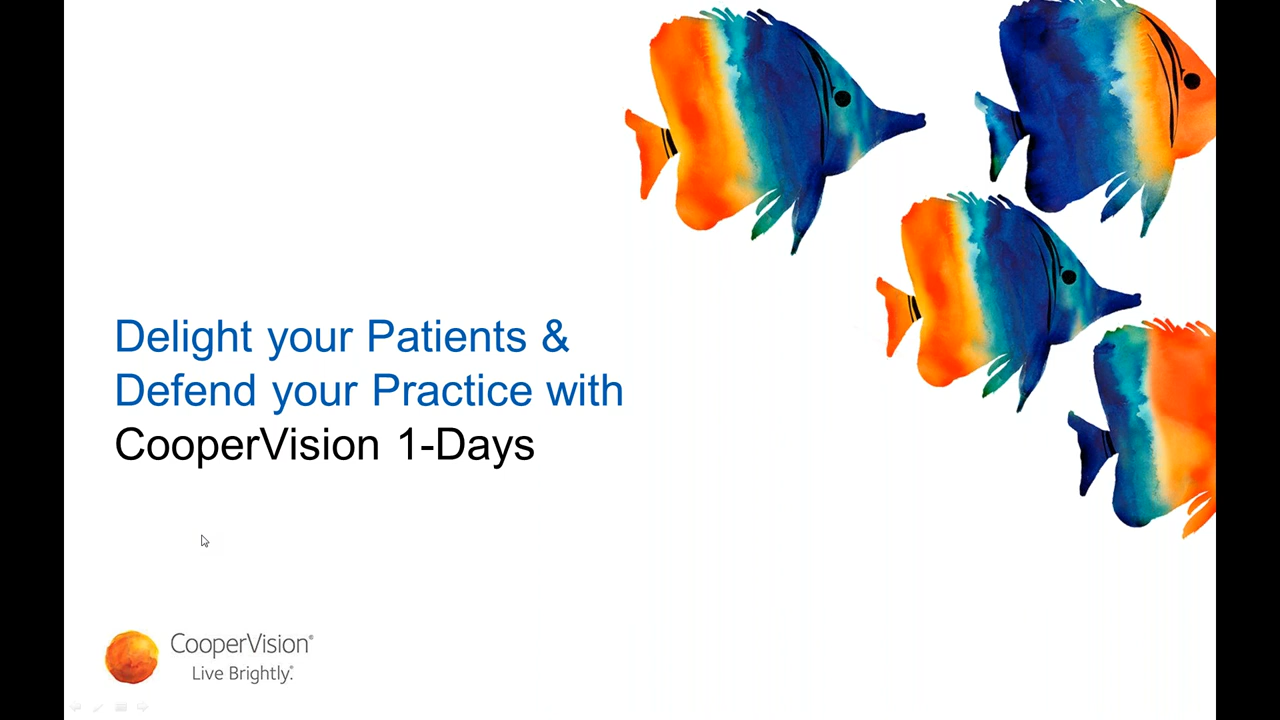 Delight your Patients &
Defend your Practice with
CooperVision 1-Days
CooperVision®
Live Brightly.®